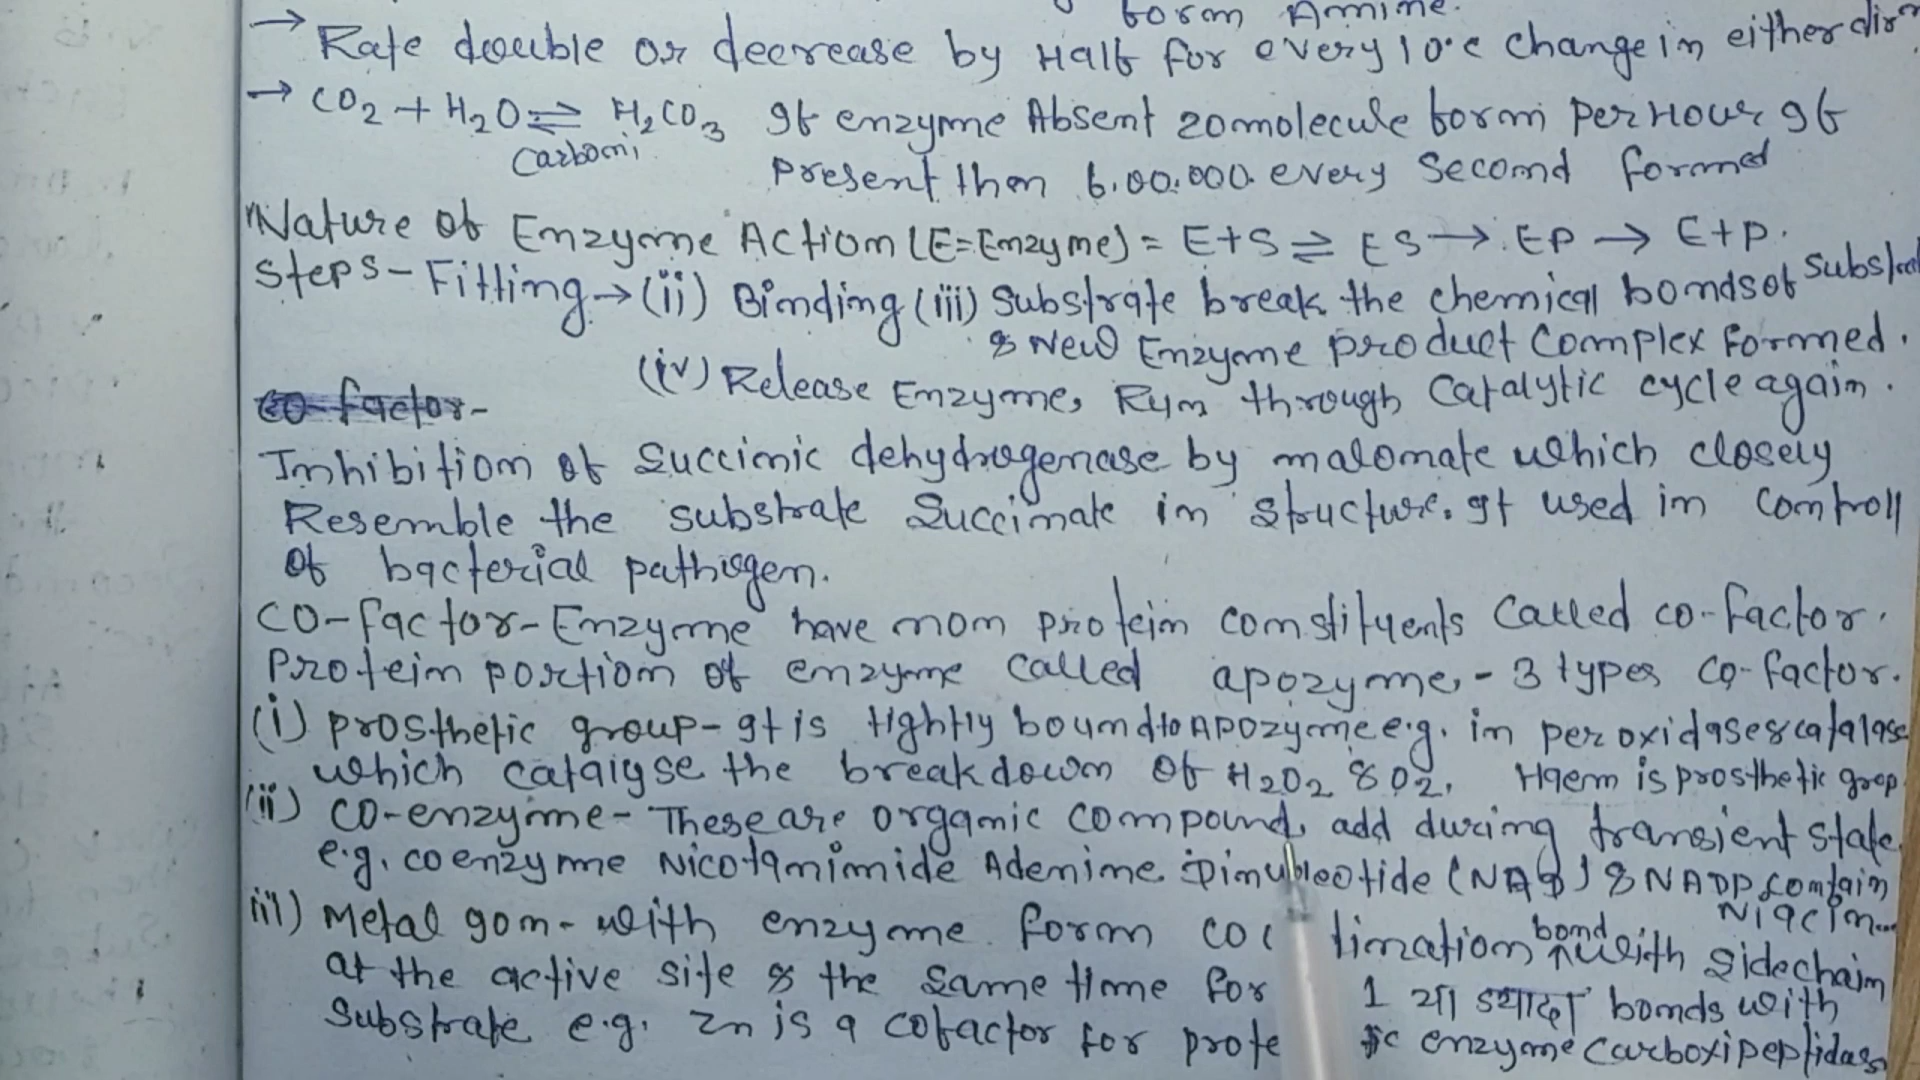 form Amine.
→ Rate double or decrease by Half for every 10°c change in either dirn
→ CO2 + H2O ⇌ H2CO3 If enzyme Absent 20 molecule form Per Hour If
Carboni present then 6,00,000 every Second formed
Nature of Enzyme Action (E=Enzyme) = E+S ⇌ ES → EP → E+P.
Steps - Fitting → (ii) Binding (iii) Substrate break the chemical bonds of Substrate
& New Enzyme product Complex formed.
(iv) Release Enzyme, Run through Catalytic cycle again.
co-factor-
Inhibition of Succinic dehydrogenase by malonate which closely
Resemble the substrate Succinate in structure. It used in controll
of bacterial pathogen.
CO-factor - Enzyme have non protein constituents called co-factor.
Protein portion of enzyme called apozyme, - 3 types co-factor.
(i) prosthetic group - It is tightly bound to Apozyme e.g. in peroxidase & catalase
which catalyse the breakdown of H2O2 & O2, Haem is prosthetic grop
(ii) CO-enzyme - These are organic compound, add during transient state
e.g. coenzyme Nicotanimide Adenine Dinucleotide (NAD) & NADP contain
Niacin...
iii) Metal Ion - with enzyme form bond with sidechain
at the active site & the same time for 1 या ज्यादा bonds with
Substrate e.g. Zn is a cofactor for enzyme Carboxipeptidase